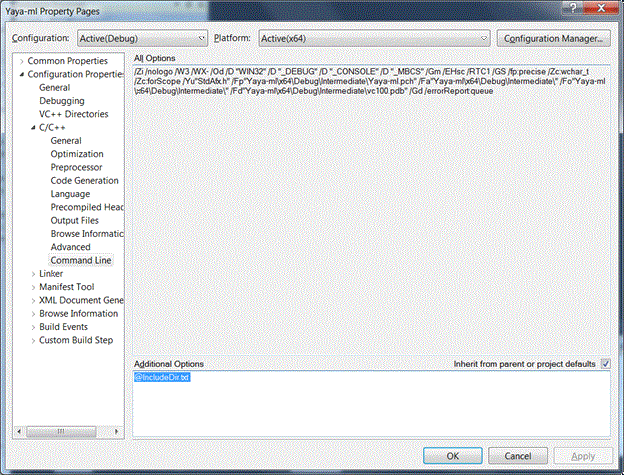 Yaya-ml Property Pages
Configuration: Active(Debug) Platform: Active(x64) Configuration Manager...
Common Properties
Configuration Properties
General
Debugging
VC++ Directories
C/C++
General
Optimization
Preprocessor
Code Generation
Language
Precompiled Head
Output Files
Browse Informatic
Advanced
Command Line
Linker
Manifest Tool
XML Document Gene
Browse Information
Build Events
Custom Build Step
All Options
/Zi /nologo /W3 /WX- /Od /D "WIN32" /D "_DEBUG" /D "_CONSOLE" /D "_MBCS" /Gm /EHsc /RTC1 /GS /fp:precise /Zc:wchar_t
/Zc:forScope /Yu"StdAfx.h" /Fp"Yaya-ml\x64\Debug\Intermediate\Yaya-ml.pch" /Fa"Yaya-ml\x64\Debug\Intermediate\" /Fo"Yaya-ml
\x64\Debug\Intermediate\" /Fd"Yaya-ml\x64\Debug\Intermediate\vc100.pdb" /Gd /errorReport:queue
Additional Options Inherit from parent or project defaults
@IncludeDir.txt
OK Cancel Apply